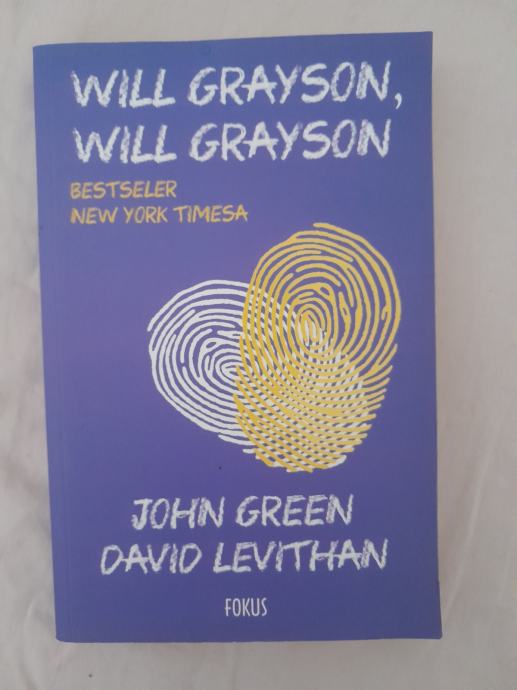 WILL GRAYSON,
WILL GRAYSON
BESTSELER
NEW YORK TIMESA
JOHN GREEN
DAVID LEVITHAN
FOKUS